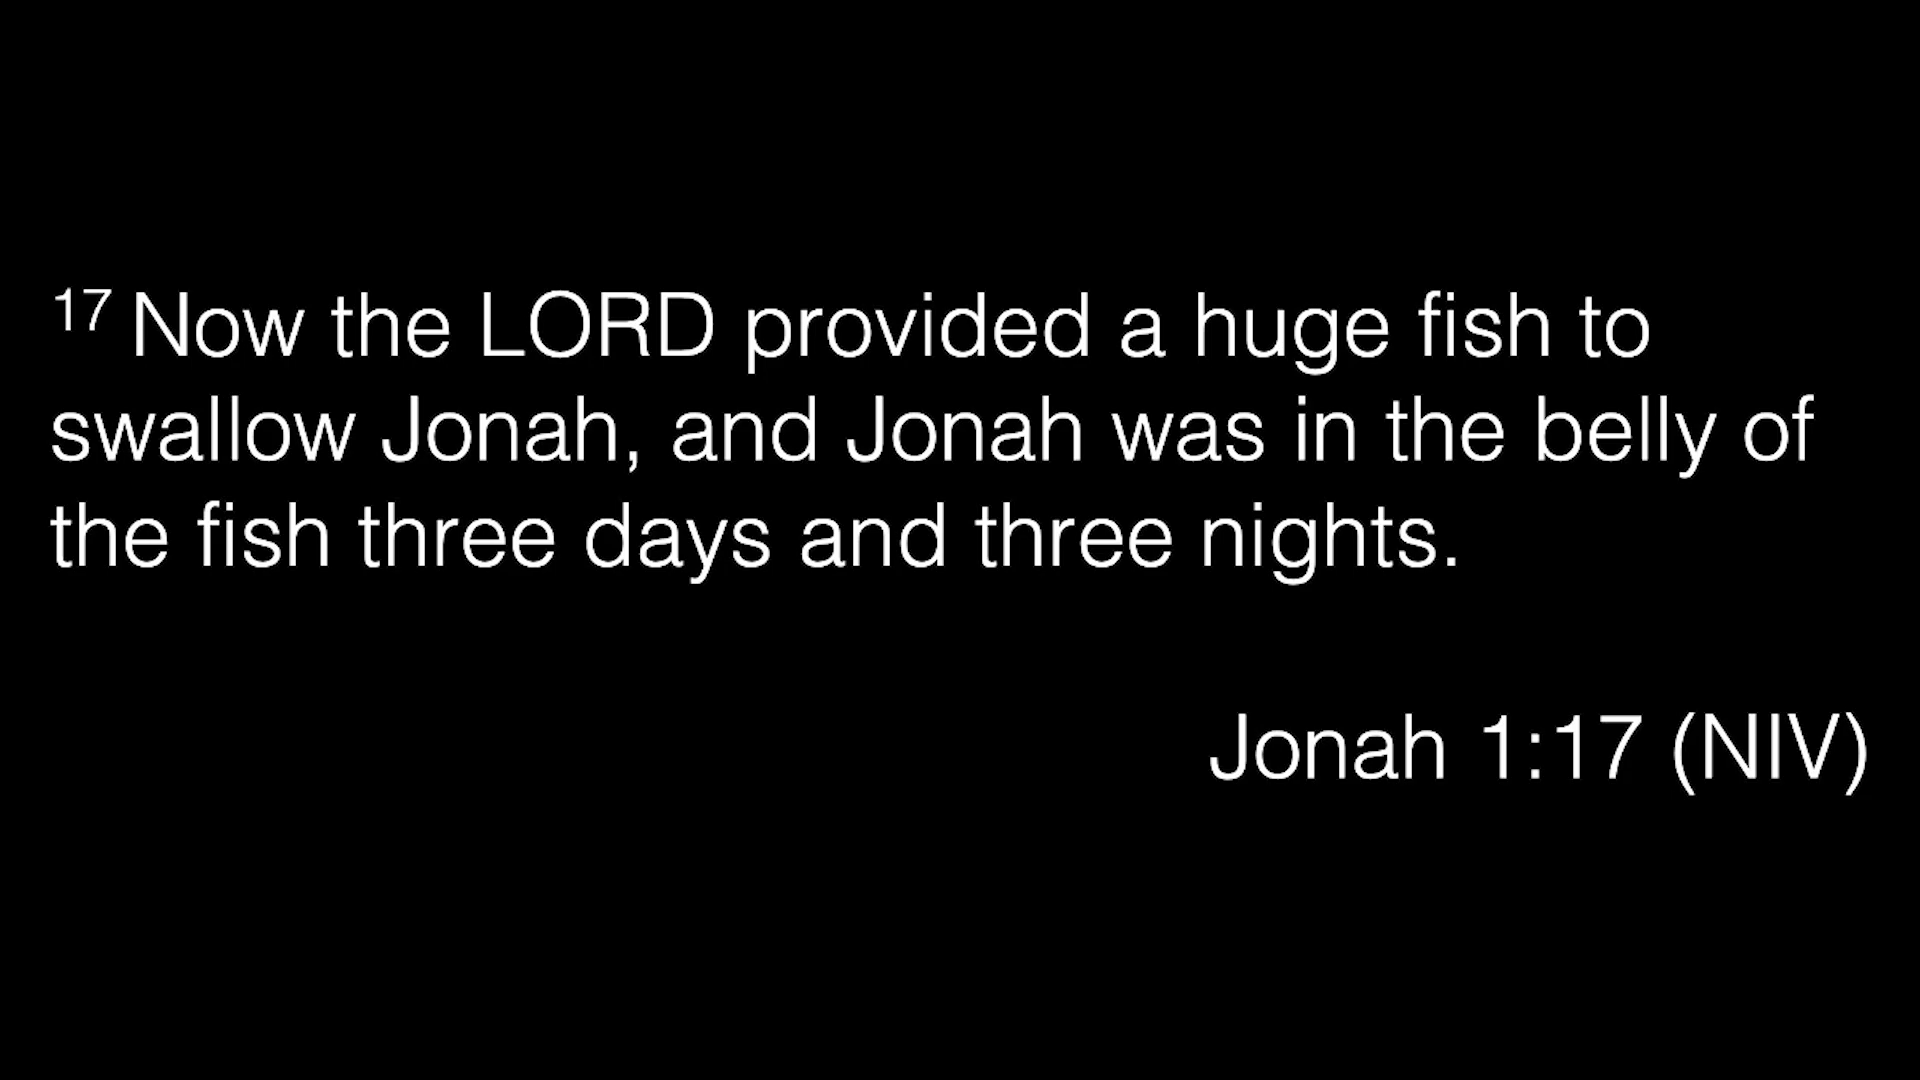 17 Now the LORD provided a huge fish to
swallow Jonah, and Jonah was in the belly of
the fish three days and three nights.
Jonah 1:17 (NIV)